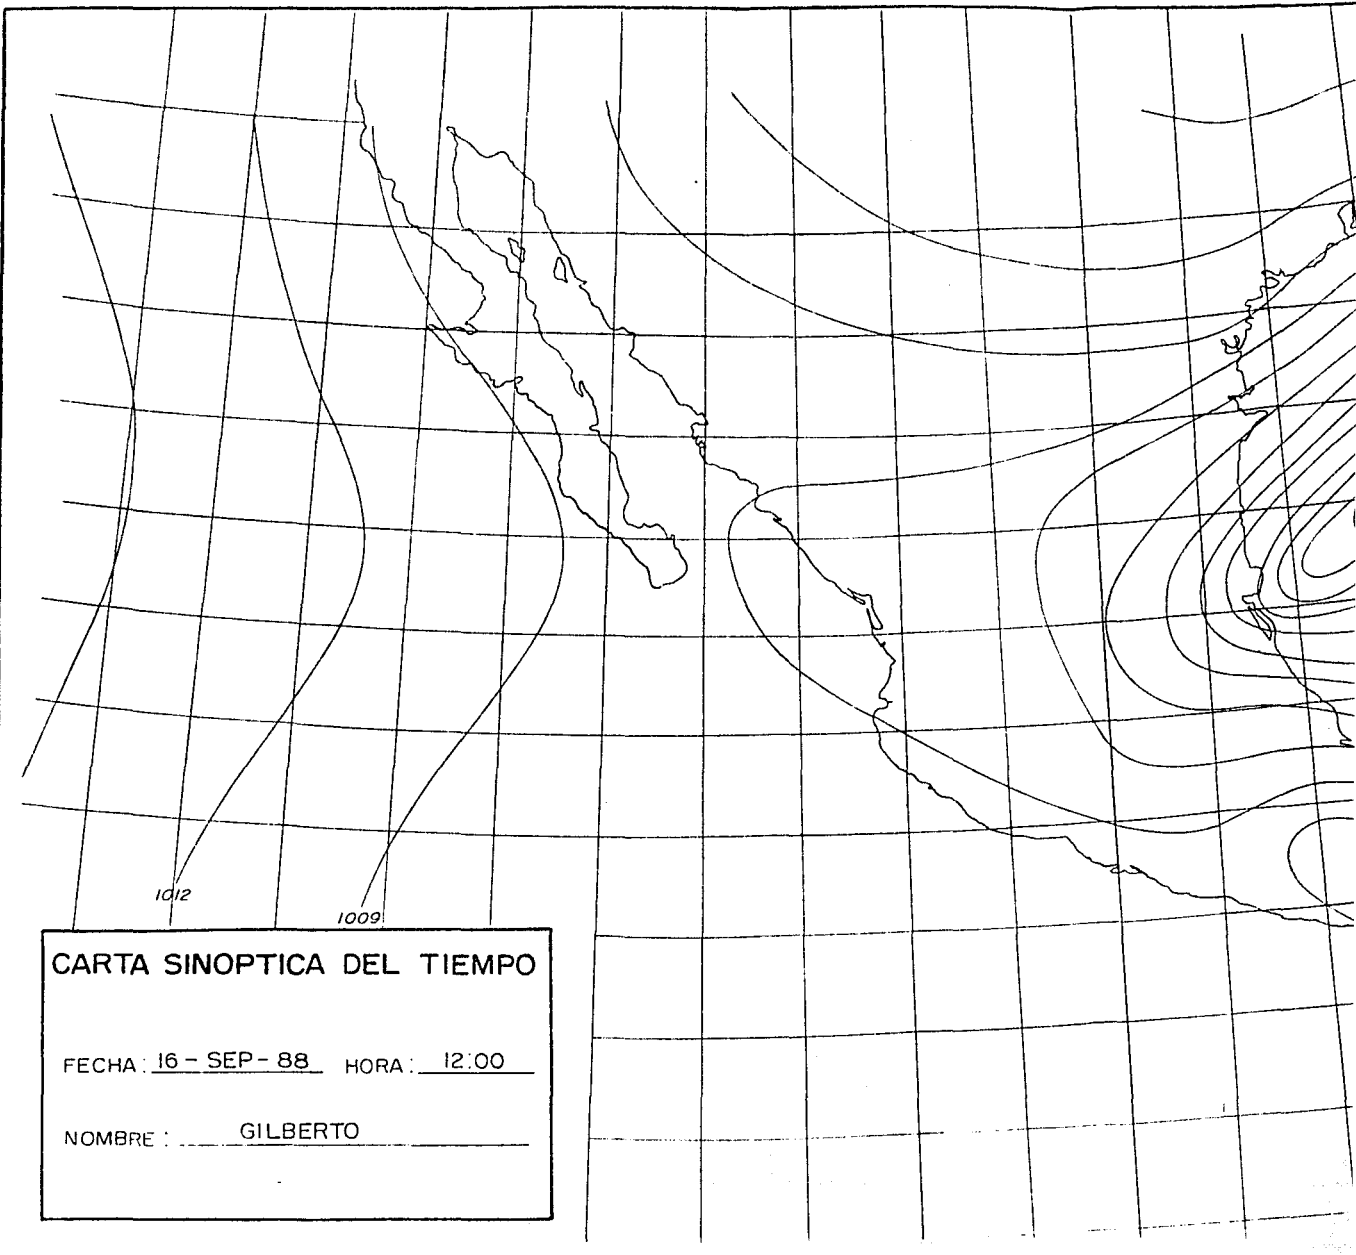 1012
1009
CARTA SINOPTICA DEL TIEMPO
FECHA: 16 - SEP - 88 HORA: 12:00
NOMBRE: GILBERTO